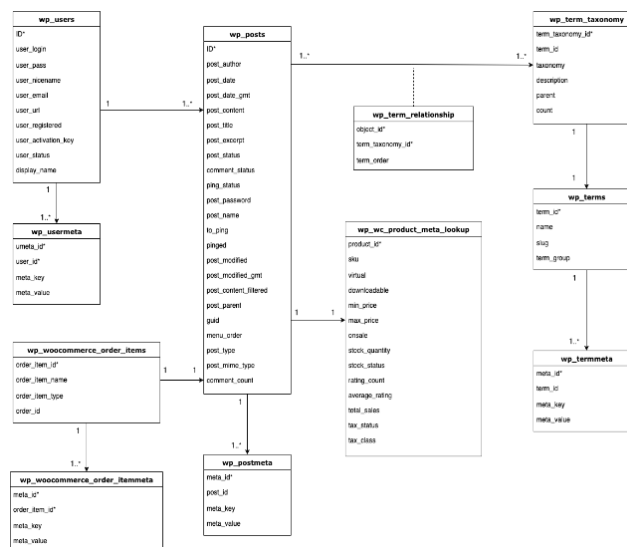 wp_users
ID*
user_login
user_pass
user_nicename
user_email
user_url
user_registered
user_activation_key
user_status
display_name
1
1..*
1
1..*
wp_usermeta
umeta_id*
user_id*
meta_key
meta_value
wp_posts
ID*
post_author
post_date
post_date_gmt
post_content
post_title
post_excerpt
post_status
comment_status
ping_status
post_password
post_name
to_ping
pinged
post_modified
post_modified_gmt
post_content_filtered
post_parent
guid
menu_order
post_type
post_mime_type
comment_count
1..*
1..*
wp_term_relationship
object_id*
term_taxonomy_id*
term_order
wp_term_taxonomy
term_taxonomy_id*
term_id
taxonomy
description
parent
count
1
1
wp_terms
term_id*
name
slug
term_group
1
1..*
wp_termmeta
meta_id*
term_id
meta_key
meta_value
1
1
wp_wc_product_meta_lookup
product_id*
sku
virtual
downloadable
min_price
max_price
onsale
stock_quantity
stock_status
rating_count
average_rating
total_sales
tax_status
tax_class
wp_woocommerce_order_items
order_item_id*
order_item_name
order_item_type
order_id
1
1
1
1..*
wp_woocommerce_order_itemmeta
meta_id*
order_item_id*
meta_key
meta_value
1
1..*
wp_postmeta
meta_id*
post_id
meta_key
meta_value